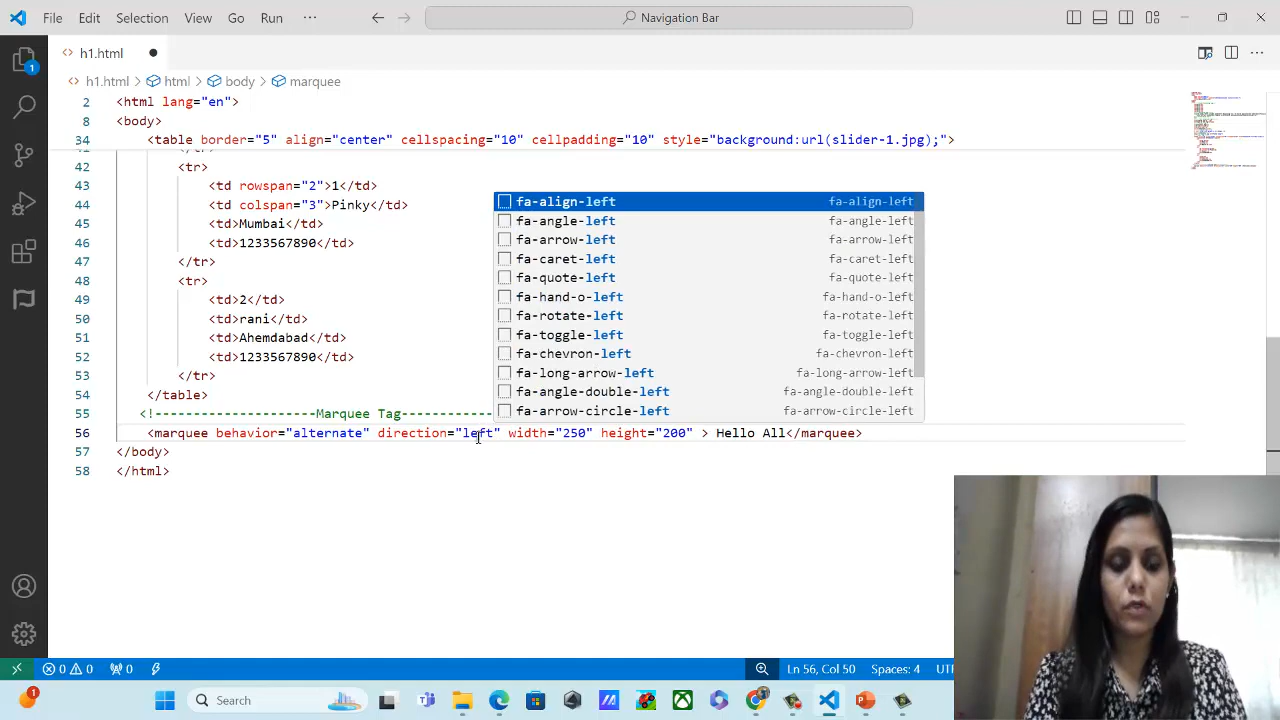 File Edit Selection View Go Run ··· Navigation Bar
h1.html
h1.html > html > body > marquee
2 <html lang="en">
8 <body>
34 <table border="5" align="center" cellspacing="10" cellpadding="10" style="background:url(slider-1.jpg);">
42 <tr>
43 <td rowspan="2">1</td>
44 <td colspan="3">Pinky</td>
45 <td>Mumbai</td>
46 <td>1233567890</td>
47 </tr>
48 <tr>
49 <td>2</td>
50 <td>rani</td>
51 <td>Ahemdabad</td>
52 <td>1233567890</td>
53 </tr>
54 </table>
55 <!---------------------Marquee Tag------------
56 <marquee behavior="alternate" direction="left" width="250" height="200" > Hello All</marquee>
57 </body>
58 </html>
fa-align-left fa-align-left
fa-angle-left fa-angle-left
fa-arrow-left fa-arrow-left
fa-caret-left fa-caret-left
fa-quote-left fa-quote-left
fa-hand-o-left fa-hand-o-left
fa-rotate-left fa-rotate-left
fa-toggle-left fa-toggle-left
fa-chevron-left fa-chevron-left
fa-long-arrow-left fa-long-arrow-left
fa-angle-double-left fa-angle-double-left
fa-arrow-circle-left fa-arrow-circle-left
1
0 0 0 Ln 56, Col 50 Spaces: 4 UTF
1 Search